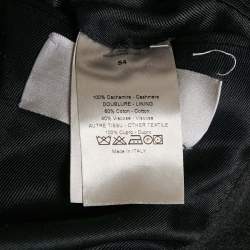 54
100% Cachemire - Cashmere
DOUBLURE - LINING
60% Coton - Cotton
40% Viscose - Viscose
AUTRE TISSU - OTHER TEXTILE
100% Cupro - Cupro
Made in ITALY